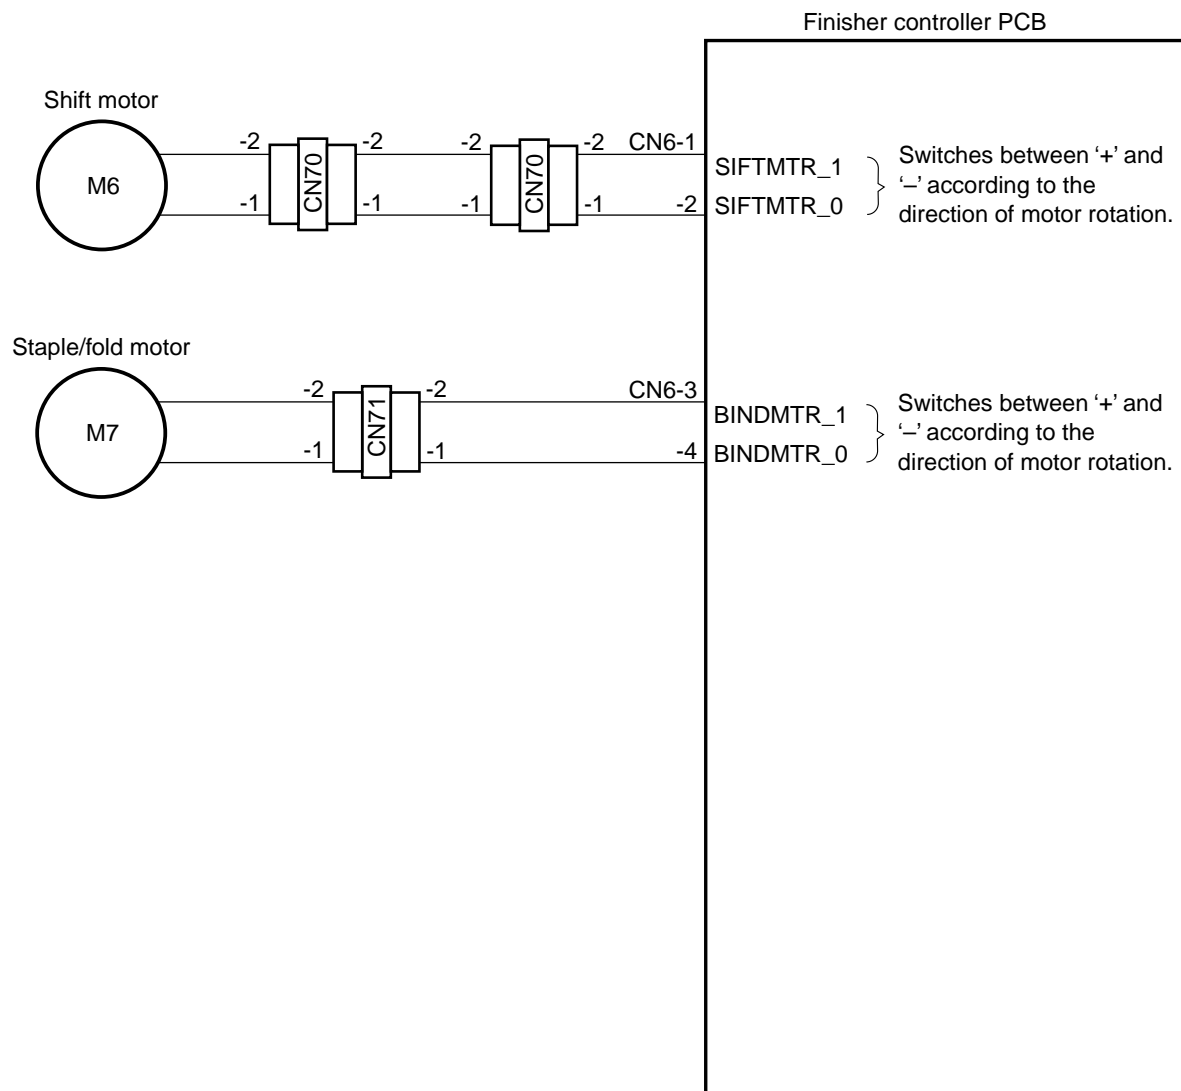 Finisher controller PCB
Shift motor
M6
-2 -2 -2 -2 CN6-1
CN70 CN70
-1 -1 -1 -1 -2
SIFTMTR_1
SIFTMTR_0
Switches between ‘+’ and
‘–’ according to the
direction of motor rotation.
Staple/fold motor
M7
-2 -2 CN6-3
CN71
-1 -1 -4
BINDMTR_1
BINDMTR_0
Switches between ‘+’ and
‘–’ according to the
direction of motor rotation.